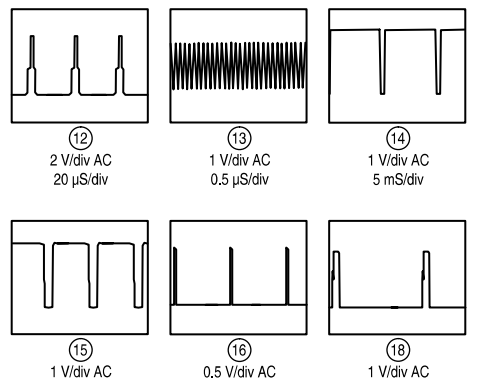 12 13 14
2 V/div AC 1 V/div AC 1 V/div AC
20 µS/div 0.5 µS/div 5 mS/div
15 16 18
1 V/div AC 0.5 V/div AC 1 V/div AC